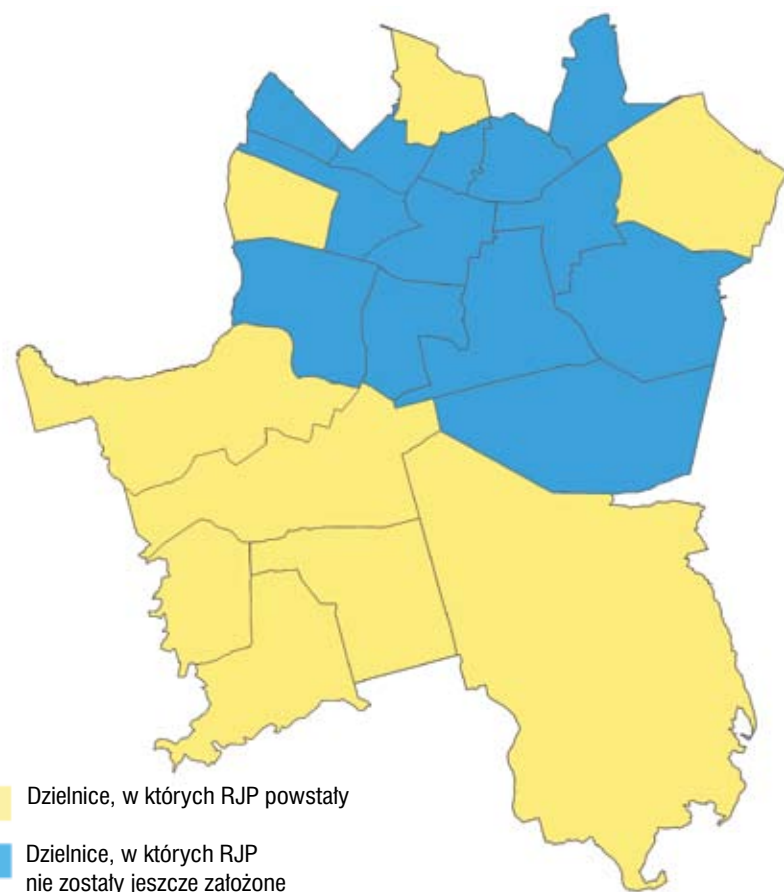 Dzielnice, w których RJP powstały
Dzielnice, w których RJP
nie zostały jeszcze założone